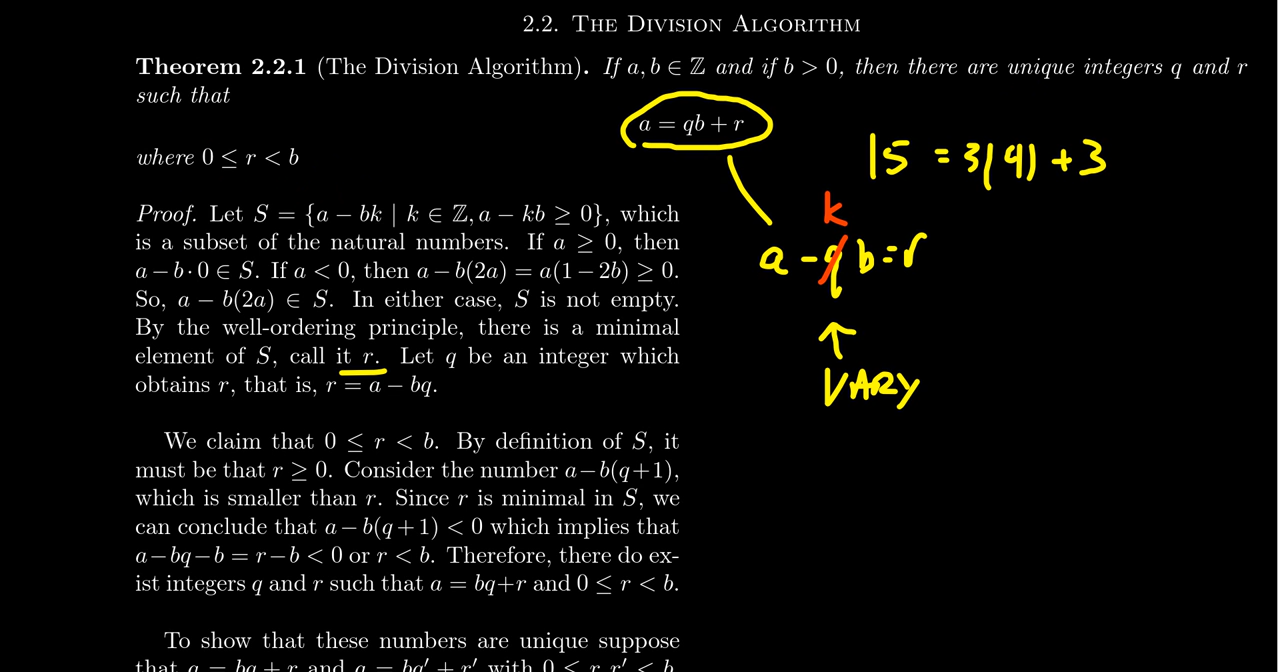 2.2. THE DIVISION ALGORITHM
Theorem 2.2.1 (The Division Algorithm). If a, b ∈ ℤ and if b > 0, then there are unique integers q and r
such that
a = qb + r
where 0 ≤ r < b
15 = 3(4) + 3
k
a - q b = r
VARY
Proof. Let S = {a − bk | k ∈ ℤ, a − kb ≥ 0}, which
is a subset of the natural numbers. If a ≥ 0, then
a − b · 0 ∈ S. If a < 0, then a − b(2a) = a(1 − 2b) ≥ 0.
So, a − b(2a) ∈ S. In either case, S is not empty.
By the well-ordering principle, there is a minimal
element of S, call it r. Let q be an integer which
obtains r, that is, r = a − bq.
We claim that 0 ≤ r < b. By definition of S, it
must be that r ≥ 0. Consider the number a − b(q+1),
which is smaller than r. Since r is minimal in S, we
can conclude that a − b(q + 1) < 0 which implies that
a − bq − b = r − b < 0 or r < b. Therefore, there do ex-
ist integers q and r such that a = bq + r and 0 ≤ r < b.
To show that these numbers are unique suppose
that a = bq + r and a = bq′ + r′ with 0 ≤ r, r′ < b